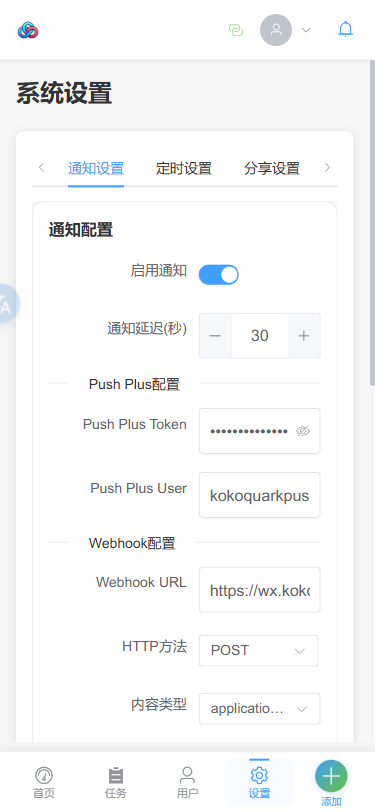 系统设置
通知设置 定时设置 分享设置
通知配置
启用通知
通知延迟(秒) 30
Push Plus配置
Push Plus Token ••••••••••••••
Push Plus User kokoquarkpus
Webhook配置
Webhook URL https://wx.koko
HTTP方法 POST
内容类型 applicatio...
首页 任务 用户 设置 添加